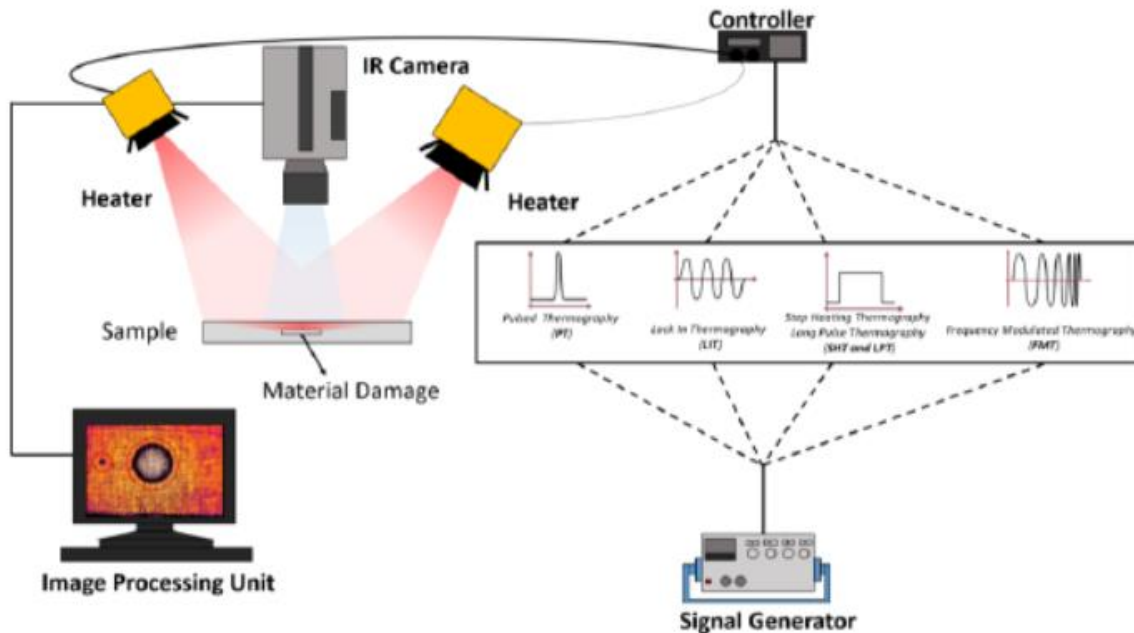 Controller
IR Camera
Heater
Heater
Pulsed Thermography
(PT)
Lock In Thermography
(LIT)
Step Heating Thermography
Long Pulse Thermography
(SHT and LPT)
Frequency Modulated Thermography
(FMT)
Sample
Material Damage
Image Processing Unit
Signal Generator